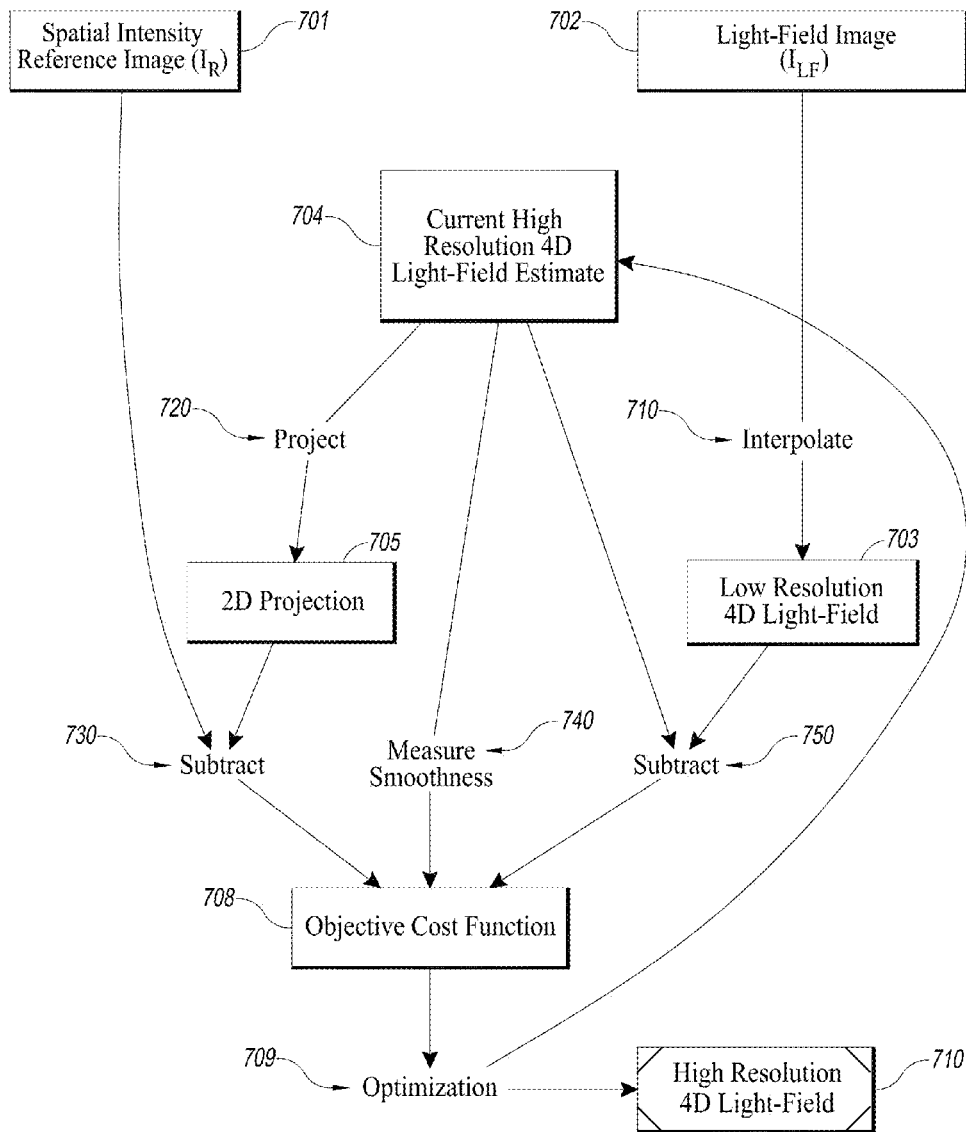 Spatial Intensity
Reference Image (I_R)
701
702
Light-Field Image
(I_LF)
704
Current High
Resolution 4D
Light-Field Estimate
720
Project
710
Interpolate
705
2D Projection
703
Low Resolution
4D Light-Field
730
Subtract
740
Measure
Smoothness
750
Subtract
708
Objective Cost Function
709
Optimization
High Resolution
4D Light-Field
710